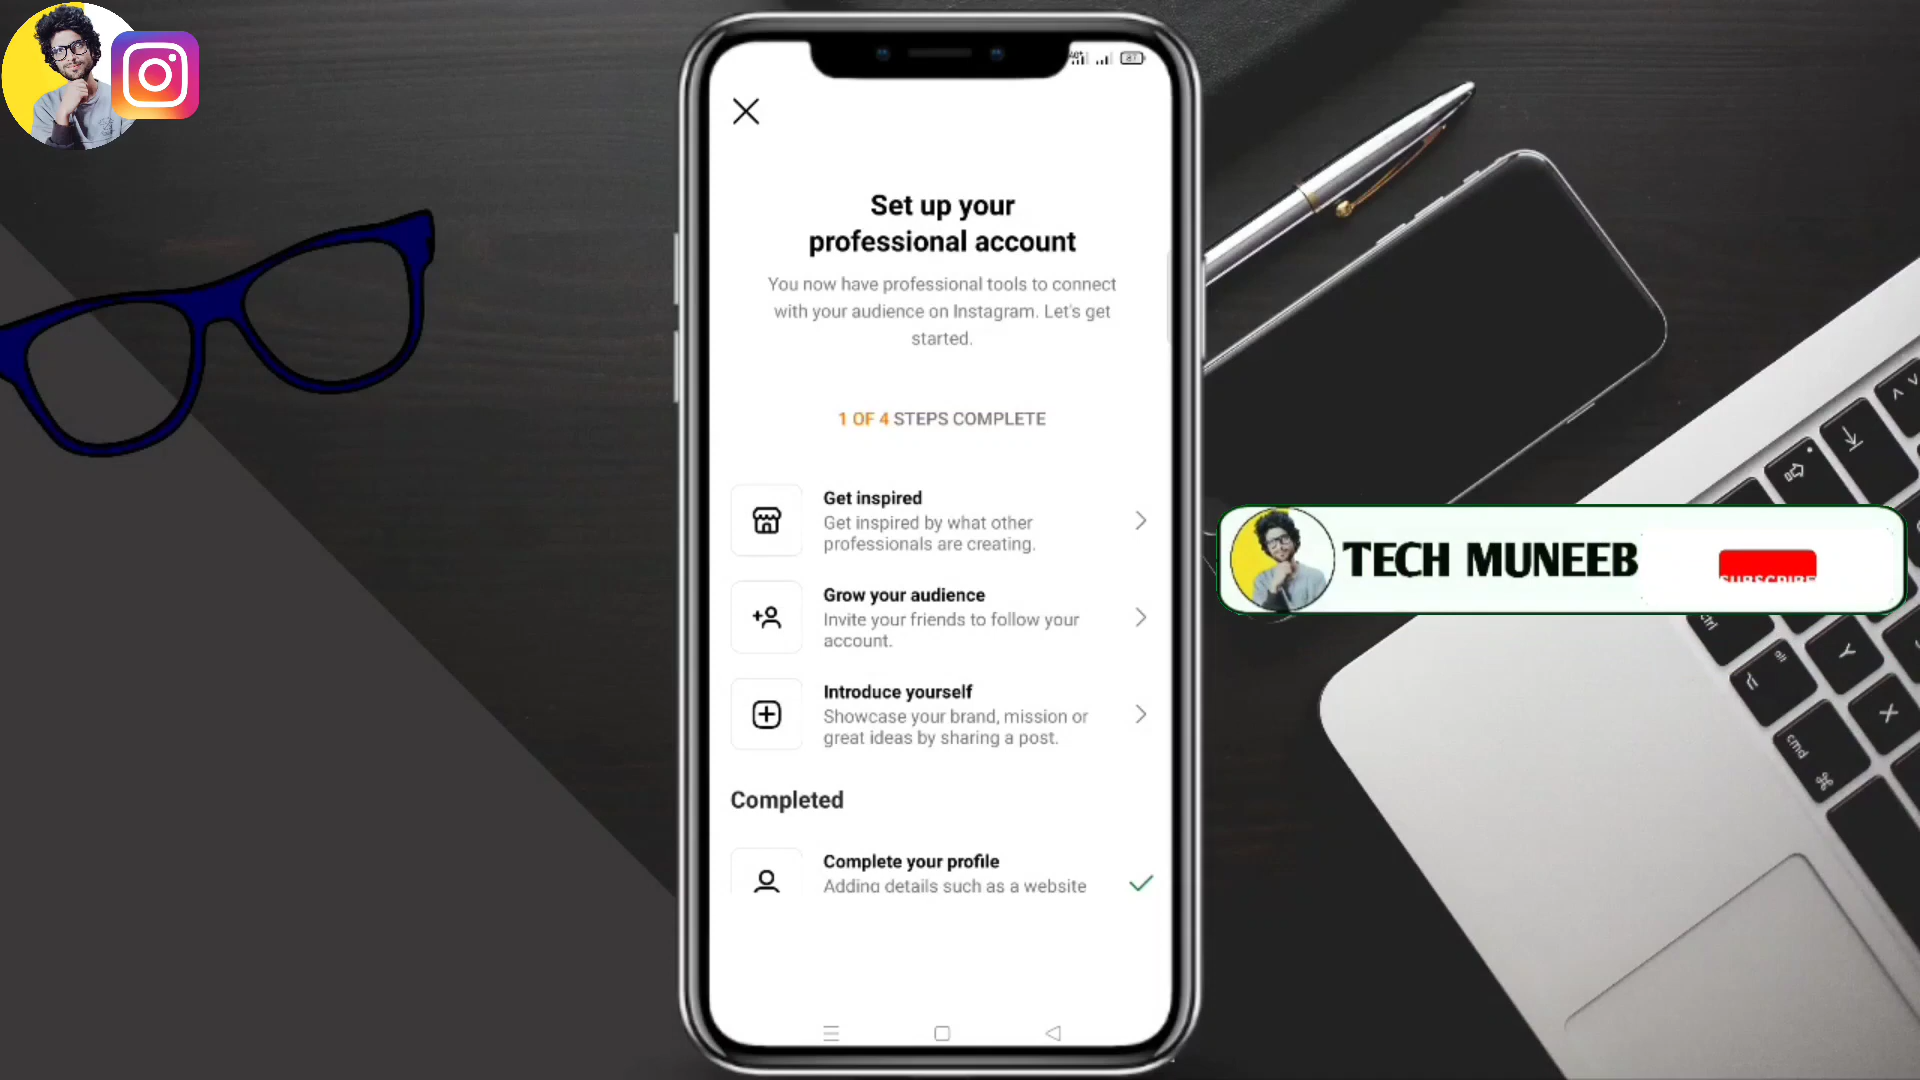 Set up your
professional account
You now have professional tools to connect
with your audience on Instagram. Let's get
started.
1 OF 4 STEPS COMPLETE
Get inspired
Get inspired by what other
professionals are creating.
Grow your audience
Invite your friends to follow your
account.
Introduce yourself
Showcase your brand, mission or
great ideas by sharing a post.
Completed
Complete your profile
Adding details such as a website
TECH MUNEEB
SUBSCRIBE
ctrl
alt
Y
X
cmd